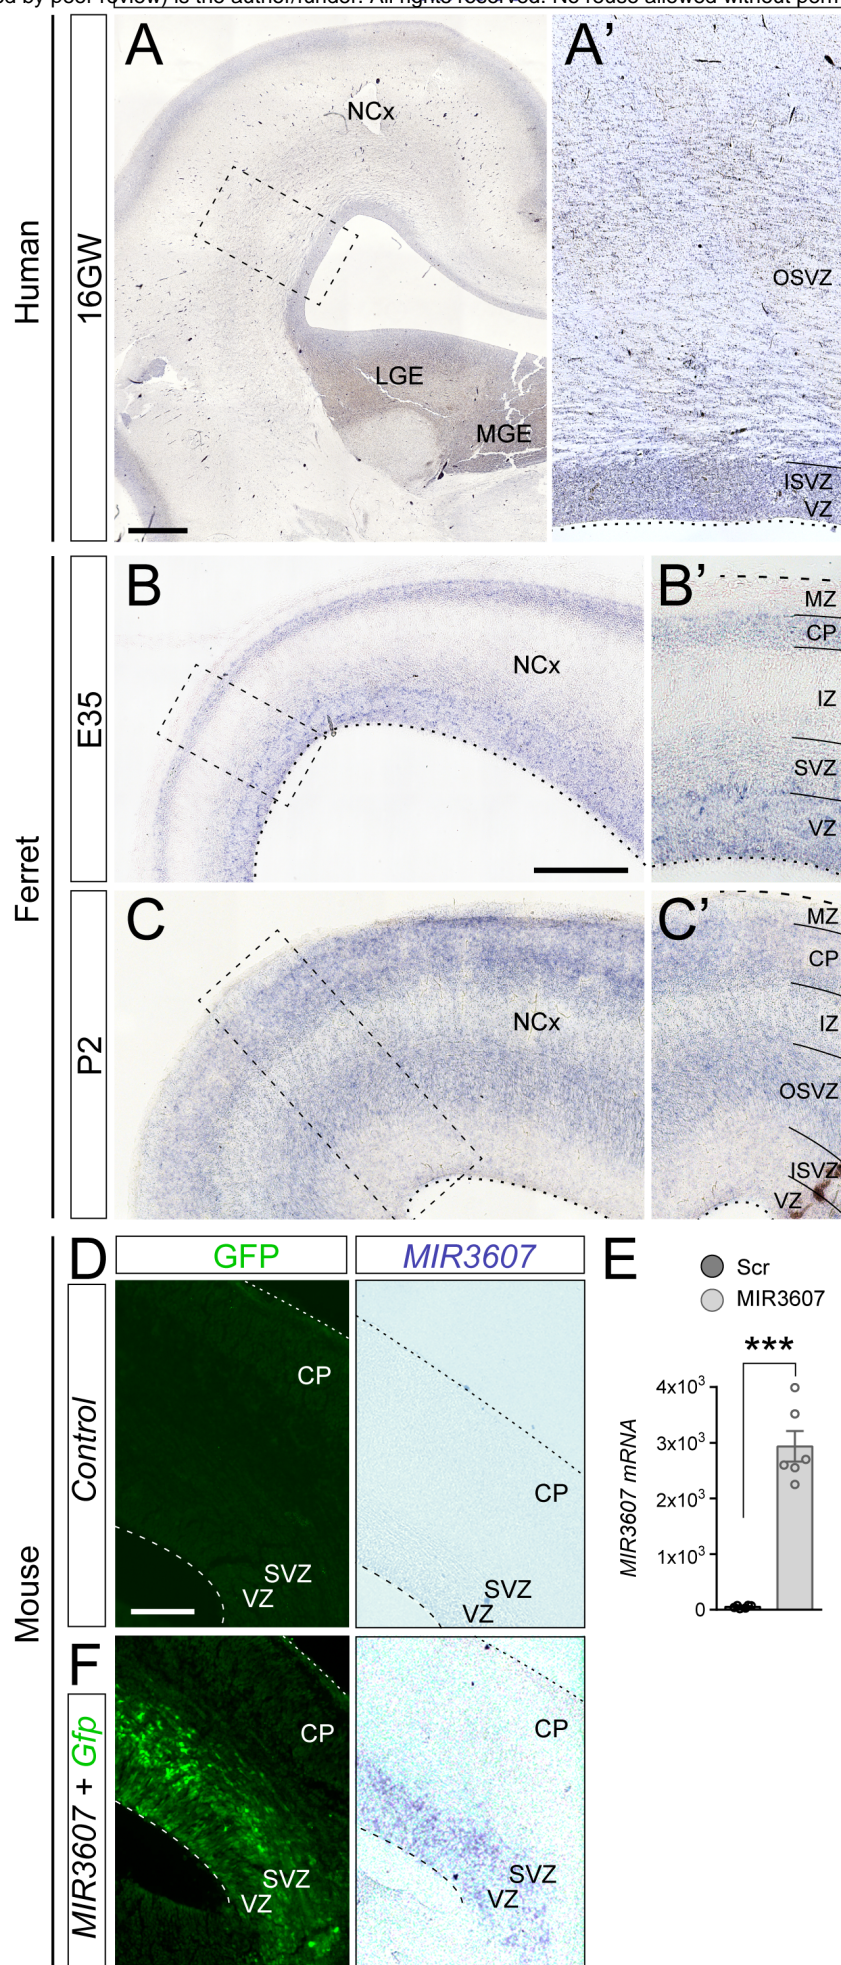 ed by peer review) is the author/funder. All rights reserved. No reuse allowed without perm
Human
16GW
A
NCx
LGE
MGE
A’
OSVZ
ISVZ
VZ
Ferret
E35
B
NCx
B’
MZ
CP
IZ
SVZ
VZ
P2
C
NCx
C’
MZ
CP
IZ
OSVZ
ISVZ
VZ
Mouse
D
GFP
MIR3607
Control
CP
SVZ
VZ
CP
SVZ
VZ
E
Scr
MIR3607
***
MIR3607 mRNA
4x10³
3x10³
2x10³
1x10³
0
F
MIR3607 + Gfp
CP
SVZ
VZ
CP
SVZ
VZ